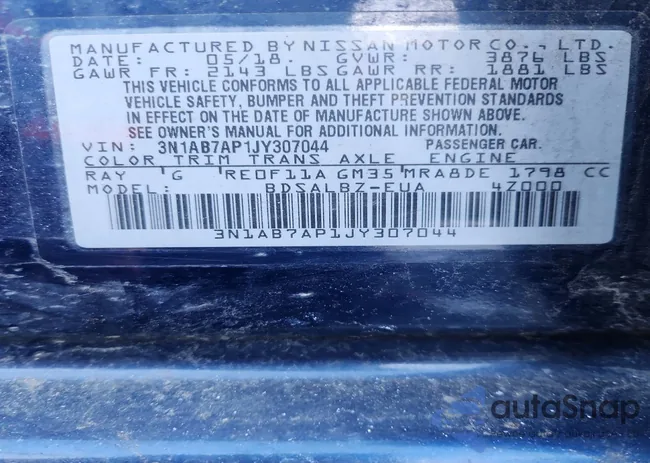 MANUFACTURED BY NISSAN MOTOR CO., LTD.
DATE: 05/18. GVWR: 3876 LBS
GAWR FR: 2143 LBS GAWR RR: 1881 LBS
THIS VEHICLE CONFORMS TO ALL APPLICABLE FEDERAL MOTOR
VEHICLE SAFETY, BUMPER AND THEFT PREVENTION STANDARDS
IN EFFECT ON THE DATE OF MANUFACTURE SHOWN ABOVE.
SEE OWNER'S MANUAL FOR ADDITIONAL INFORMATION.
VIN: 3N1AB7AP1JY307044 PASSENGER CAR.
COLOR TRIM TRANS AXLE ENGINE
RAY G RE0F11A GM35 MRA8DE 1798 CC
MODEL: BDSALBZ-EUA 4Z000
3N1AB7AP1JY307044
autoSnap